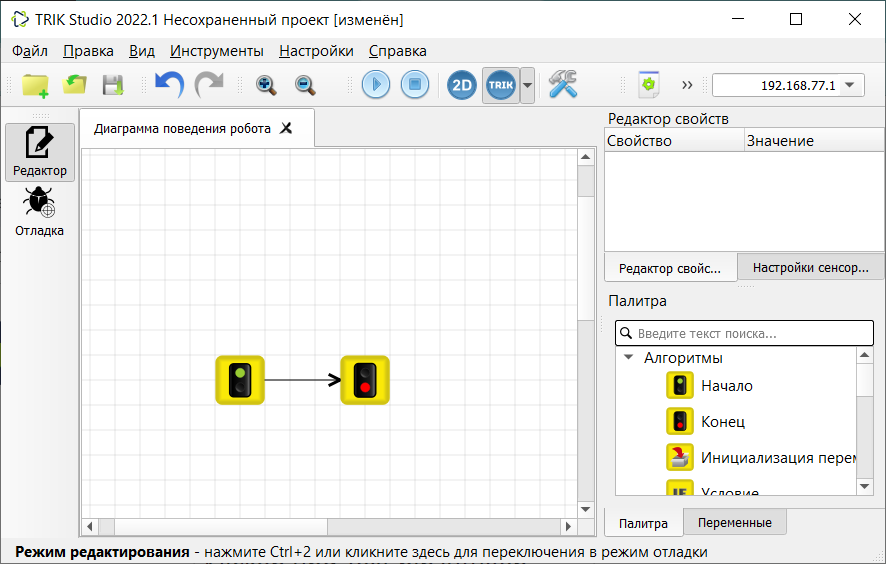 TRIK Studio 2022.1 Несохраненный проект [изменён]
Файл Правка Вид Инструменты Настройки Справка
2D TRIK » 192.168.77.1
Редактор
Отладка
Диаграмма поведения робота
Редактор свойств
Свойство Значение
Редактор свойс... Настройки сенсор...
Палитра
Введите текст поиска...
Алгоритмы
Начало
Конец
Инициализация перем
Условие
Палитра Переменные
Режим редактирования - нажмите Ctrl+2 или кликните здесь для переключения в режим отладки